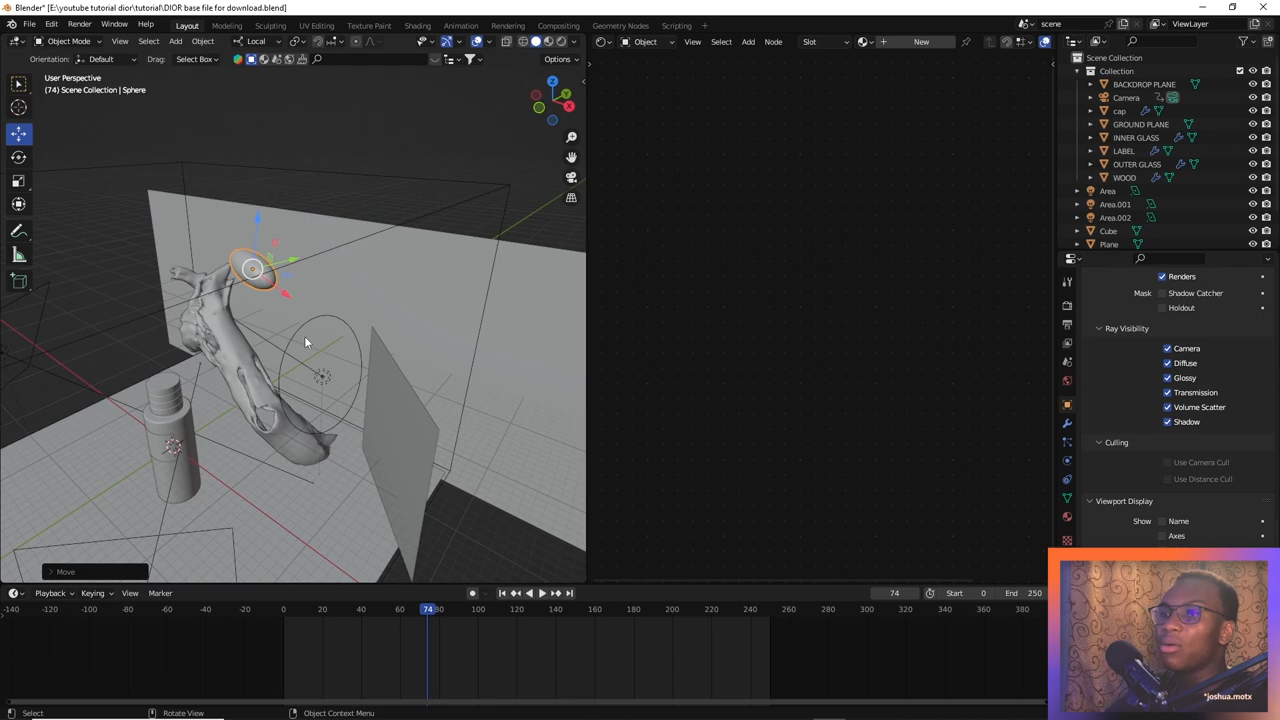 Blender* [E:\youtube tutorial dior\tutorial\DIOR base file for download.blend]
File Edit Render Window Help Layout Modeling Sculpting UV Editing Texture Paint Shading Animation Rendering Compositing Geometry Nodes Scripting + scene ViewLayer
Object Mode View Select Add Object Local Object View Select Add Node Slot + New
Orientation: Default Drag: Select Box Options
User Perspective
(74) Scene Collection | Sphere
Scene Collection
Collection
BACKDROP PLANE
Camera
cap
GROUND PLANE
INNER GLASS
LABEL
OUTER GLASS
WOOD
Area
Area.001
Area.002
Cube
Plane
Renders
Mask Shadow Catcher
Holdout
Ray Visibility
Camera
Diffuse
Glossy
Transmission
Volume Scatter
Shadow
Culling
Use Camera Cull
Use Distance Cull
Viewport Display
Show Name
Axes
Move
Playback Keying View Marker 74 Start 0 End 250
-140 -120 -100 -80 -60 -40 -20 0 20 40 60 74 80 100 120 140 160 180 200 220 240 260 280 300 320 340 360 380
*joshua.motx
Select Rotate View Object Context Menu